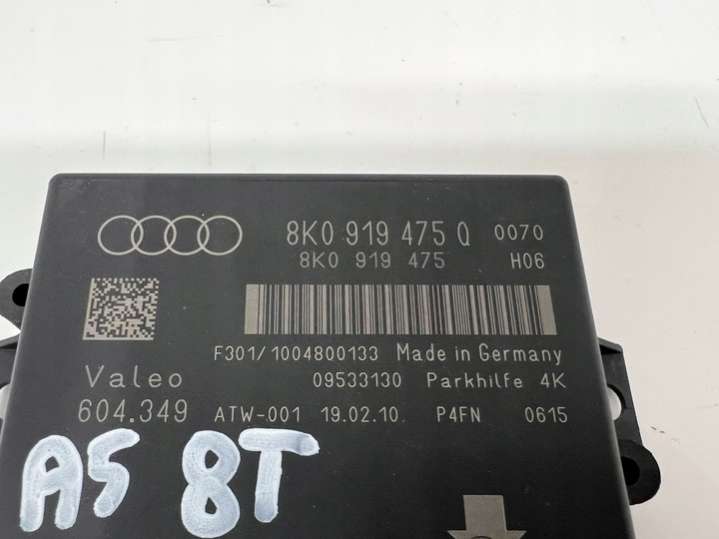 8K0 919 475 Q 0070
8K0 919 475 H06
F301/1004800133 Made in Germany
Valeo 09533130 Parkhilfe 4K
604.349 ATW-001 19.02.10. P4FN 0615
A5 8T